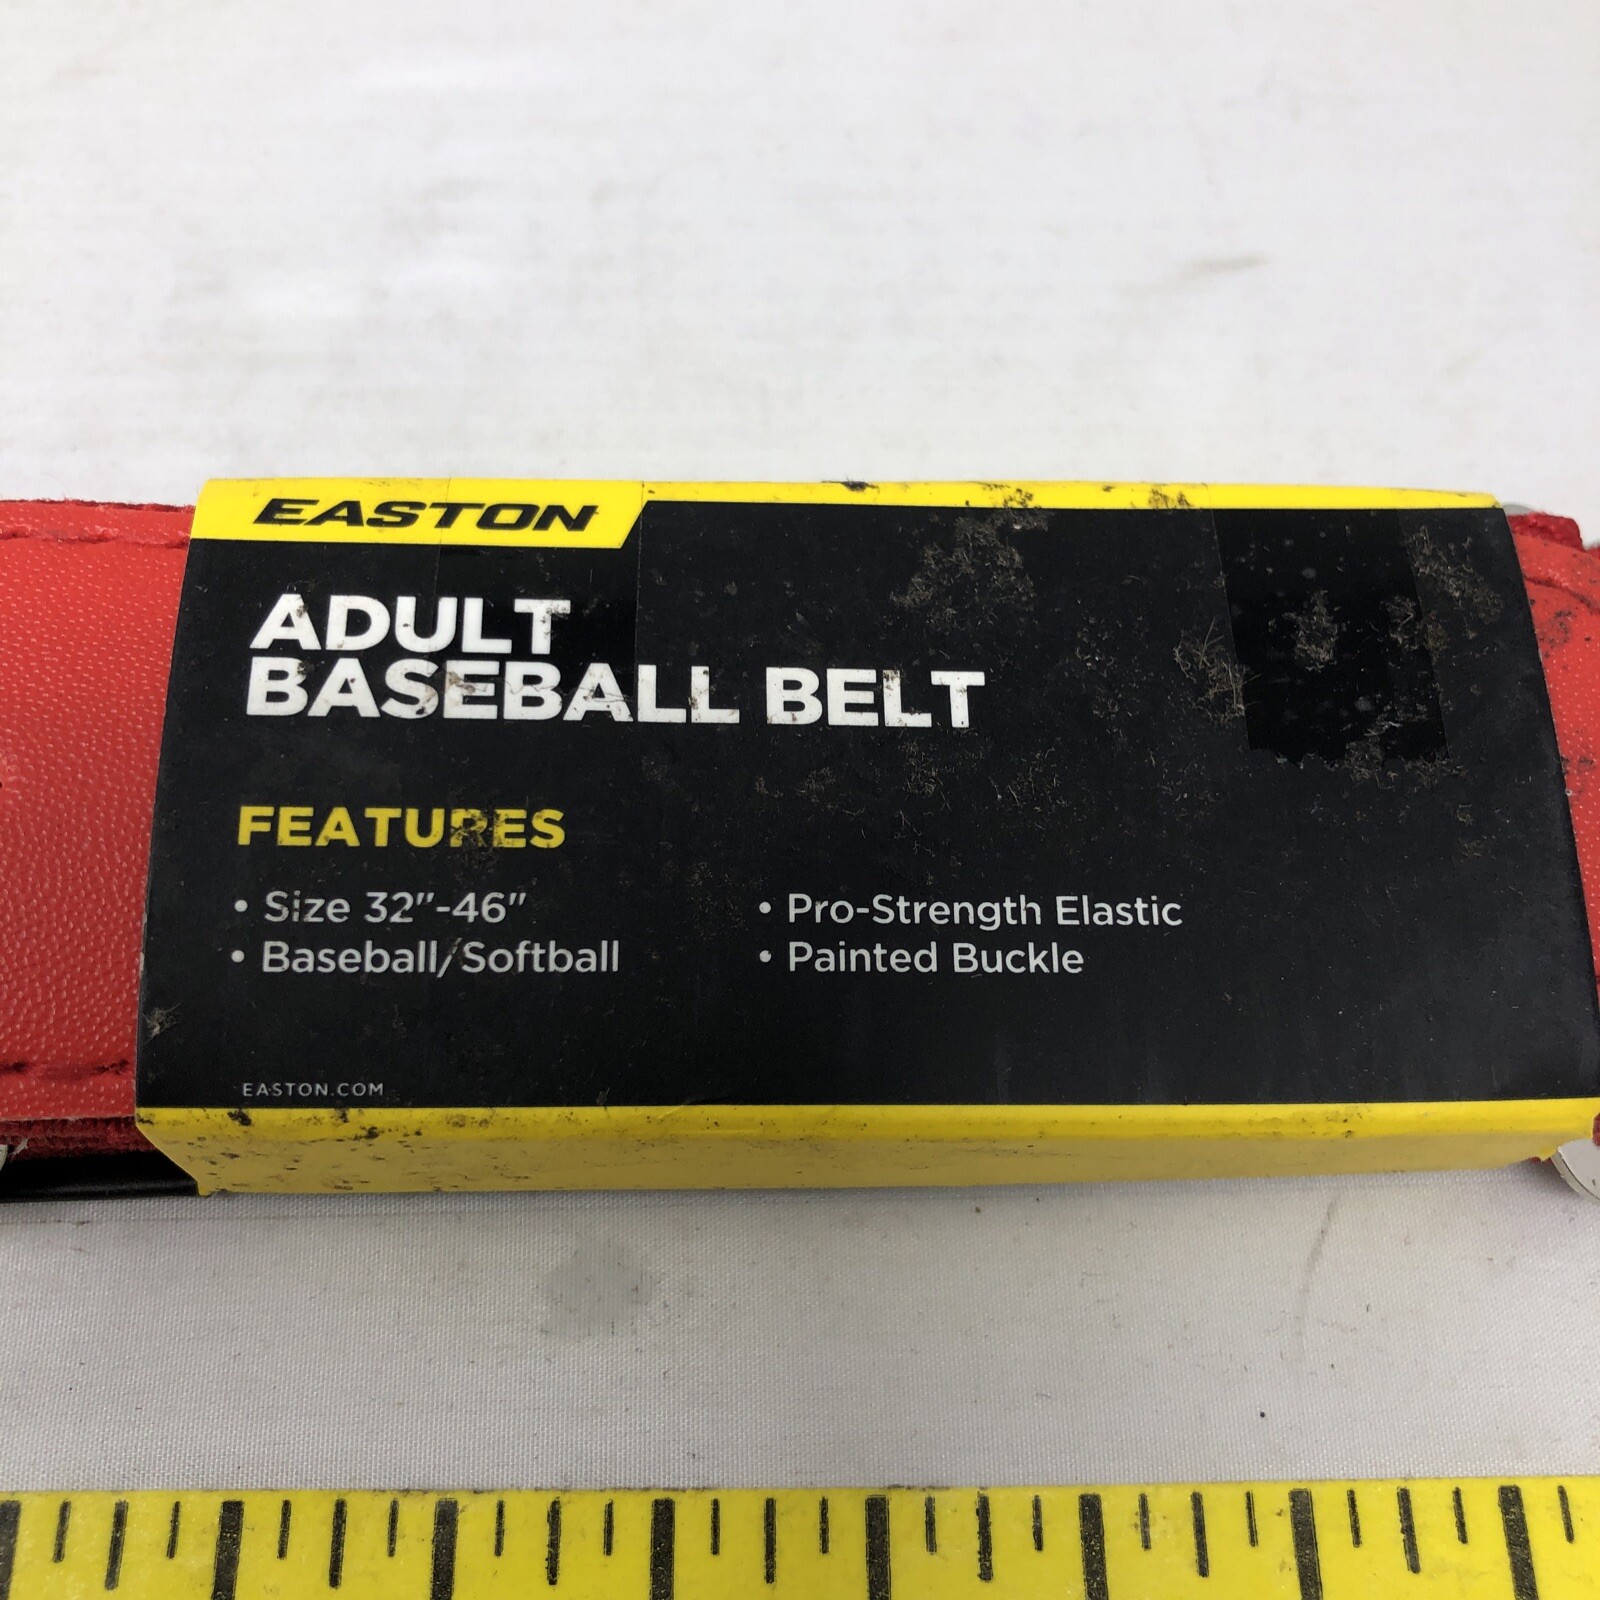 EASTON
ADULT
BASEBALL BELT
FEATURES
• Size 32"-46"
• Baseball/Softball
• Pro-Strength Elastic
• Painted Buckle
EASTON.COM